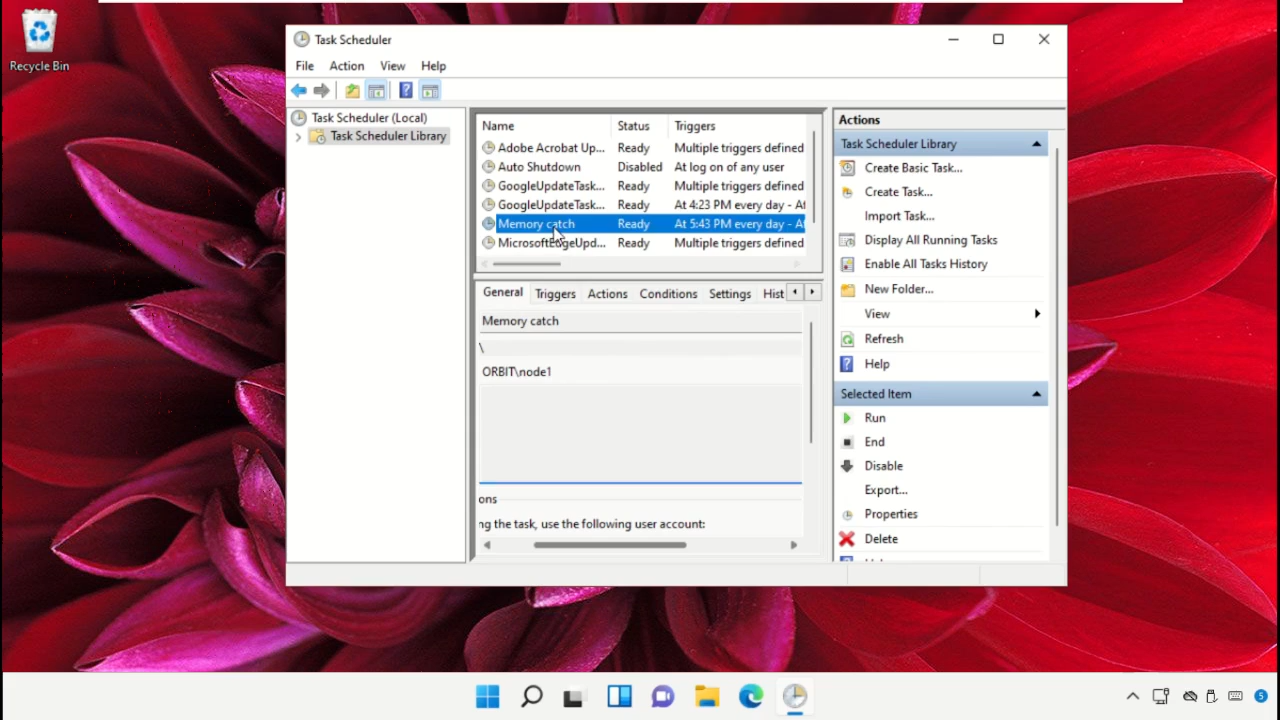 Recycle Bin
Task Scheduler
File Action View Help
Task Scheduler (Local)
Task Scheduler Library
Name Status Triggers
Adobe Acrobat Up... Ready Multiple triggers defined
Auto Shutdown Disabled At log on of any user
GoogleUpdateTask... Ready Multiple triggers defined
GoogleUpdateTask... Ready At 4:23 PM every day - Af
Memory catch Ready At 5:43 PM every day - Af
MicrosoftEdgeUpd... Ready Multiple triggers defined
General Triggers Actions Conditions Settings Hist
Memory catch
\
ORBIT\node1
ons
ng the task, use the following user account:
Actions
Task Scheduler Library
Create Basic Task...
Create Task...
Import Task...
Display All Running Tasks
Enable All Tasks History
New Folder...
View
Refresh
Help
Selected Item
Run
End
Disable
Export...
Properties
Delete
5